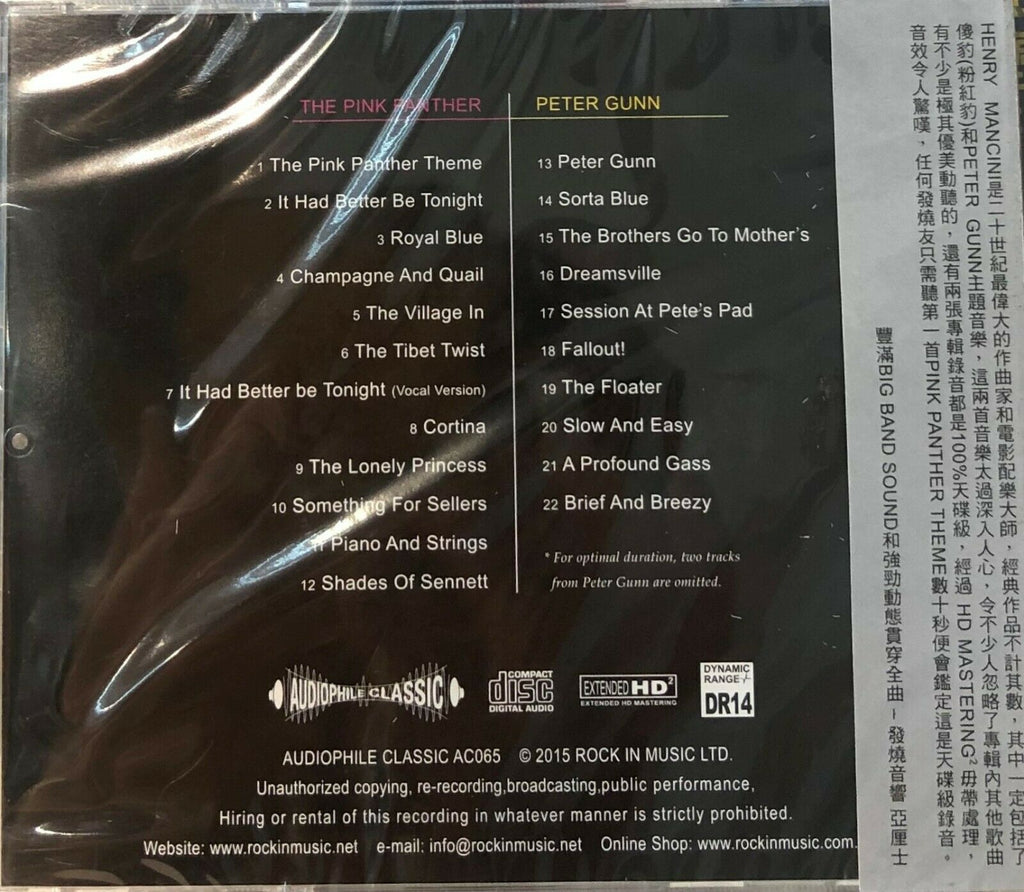 THE PINK PANTHER
1 The Pink Panther Theme
2 It Had Better Be Tonight
3 Royal Blue
4 Champagne And Quail
5 The Village In
6 The Tibet Twist
7 It Had Better be Tonight (Vocal Version)
8 Cortina
9 The Lonely Princess
10 Something For Sellers
11 Piano And Strings
12 Shades Of Sennett
PETER GUNN
13 Peter Gunn
14 Sorta Blue
15 The Brothers Go To Mother's
16 Dreamsville
17 Session At Pete's Pad
18 Fallout!
19 The Floater
20 Slow And Easy
21 A Profound Gass
22 Brief And Breezy
* For optimal duration, two tracks
from Peter Gunn are omitted.
AUDIOPHILE CLASSIC
COMPACT
disc
DIGITAL AUDIO
EXTENDED HD²
EXTENDED HD MASTERING
DYNAMIC
RANGE
DR14
AUDIOPHILE CLASSIC AC065 © 2015 ROCK IN MUSIC LTD.
Unauthorized copying, re-recording,broadcasting,public performance,
Hiring or rental of this recording in whatever manner is strictly prohibited.
Website: www.rockinmusic.net e-mail: info@rockinmusic.net Online Shop: www.rockinmusic.com.
HENRY MANCINI是二十世紀最偉大的作曲家和電影配樂大師，經典作品不計其數，其中一定包括了
傻豹(粉紅豹)和PETER GUNN主題音樂，這兩首音樂太過深入人心，令不少人忽略了專輯內其他歌曲
有不少是極其優美動聽的，還有兩張專輯錄音都是100%天碟級，經過 HD MASTERING² 毋帶處理，
音效令人驚嘆，任何發燒友只需聽第一首PINK PANTHER THEME數十秒便會鑑定這是天碟級錄音。
豐滿BIG BAND SOUND和強勁動態貫穿全曲 – 發燒音響 亞厘士